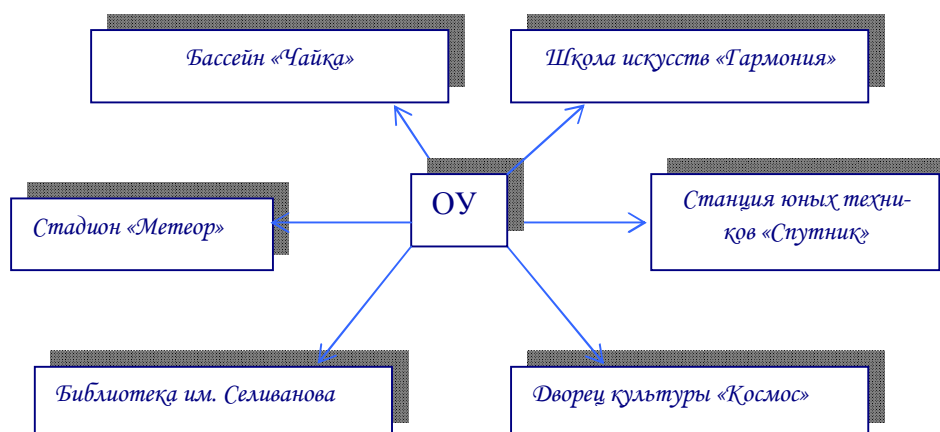 Бассейн «Чайка»
Школа искусств «Гармония»
ОУ
Стадион «Метеор»
Станция юных техни-
ков «Спутник»
Библиотека им. Селиванова
Дворец культуры «Космос»